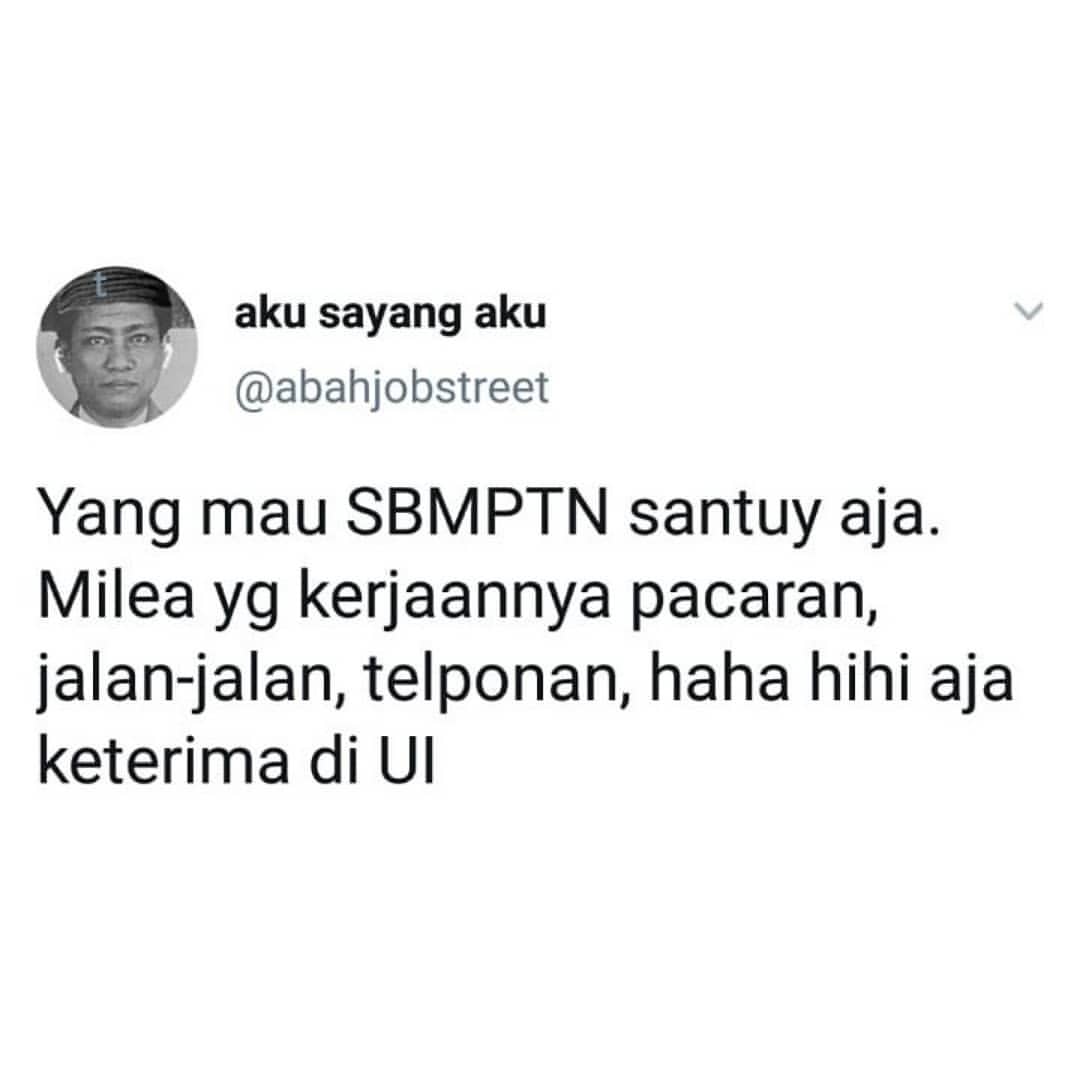 aku sayang aku
@abahjobstreet
Yang mau SBMPTN santuy aja.
Milea yg kerjaannya pacaran,
jalan-jalan, telponan, haha hihi aja
keterima di UI